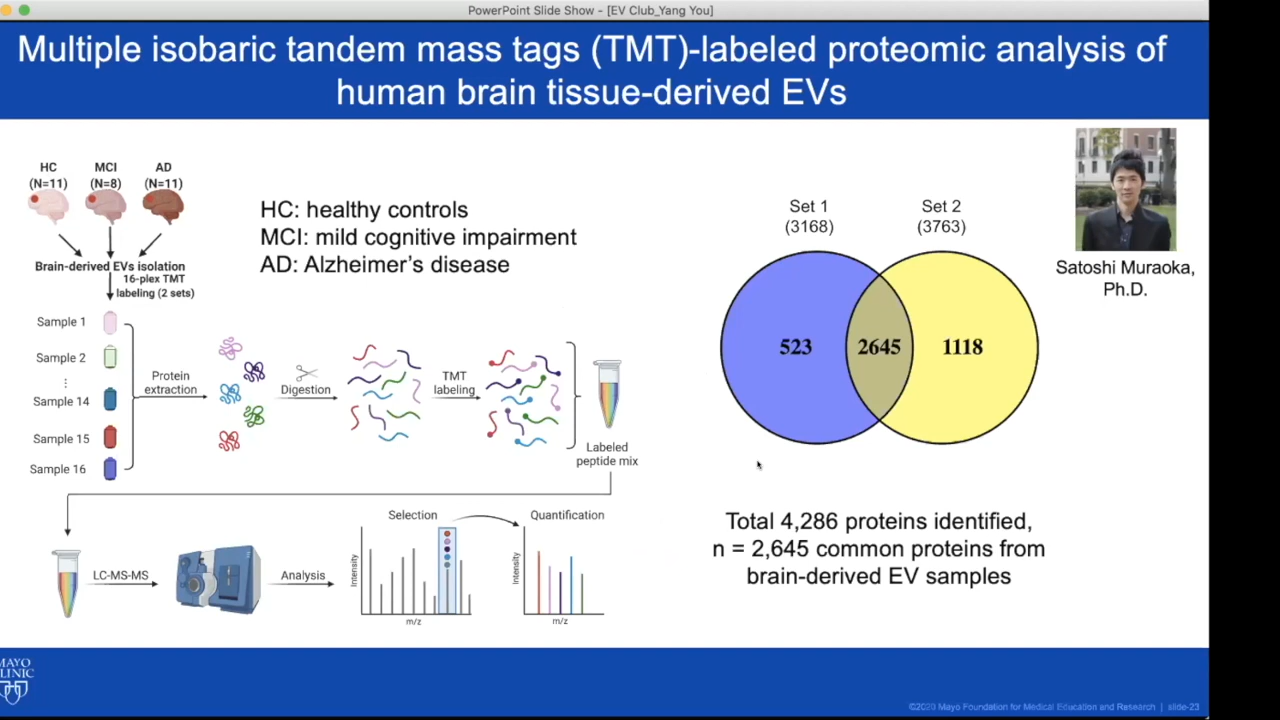 PowerPoint Slide Show - [EV Club_Yang You]
Multiple isobaric tandem mass tags (TMT)-labeled proteomic analysis of
human brain tissue-derived EVs
HC
(N=11)
MCI
(N=8)
AD
(N=11)
HC: healthy controls
MCI: mild cognitive impairment
AD: Alzheimer's disease
Brain-derived EVs isolation
16-plex TMT
labeling (2 sets)
Sample 1
Sample 2
⋮
Sample 14
Sample 15
Sample 16
Protein
extraction
Digestion
TMT
labeling
Labeled
peptide mix
LC-MS-MS
Analysis
Selection
Intensity
m/z
Quantification
Intensity
m/z
Set 1
(3168)
Set 2
(3763)
523
2645
1118
Total 4,286 proteins identified,
n = 2,645 common proteins from
brain-derived EV samples
Satoshi Muraoka,
Ph.D.
MAYO
CLINIC
©2020 Mayo Foundation for Medical Education and Research | slide-23